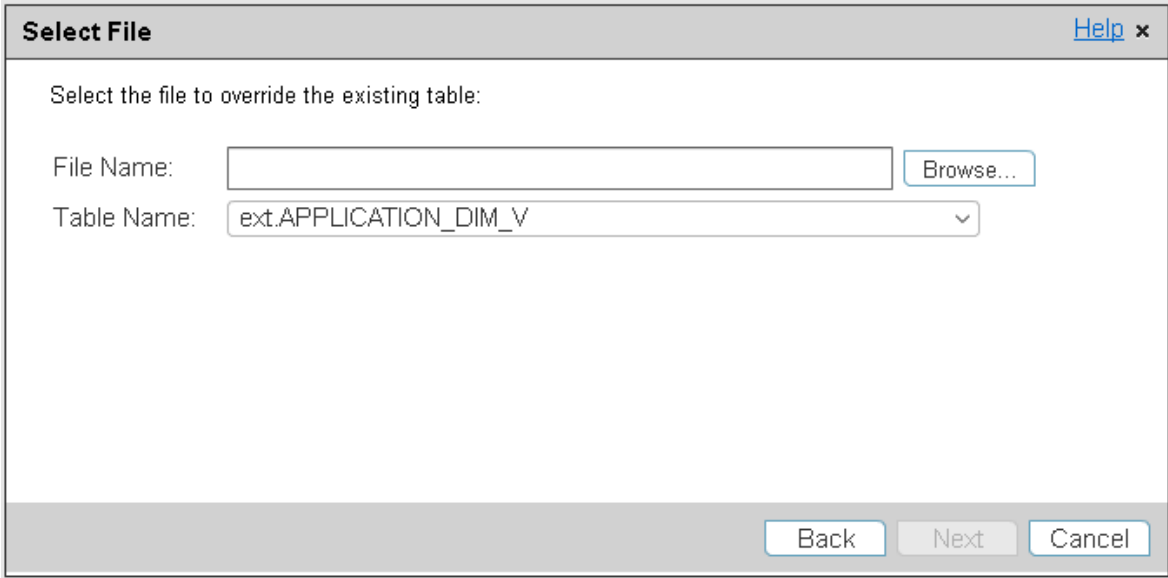 Select File Help ×
Select the file to override the existing table:
File Name: Browse...
Table Name: ext.APPLICATION_DIM_V
Back Next Cancel